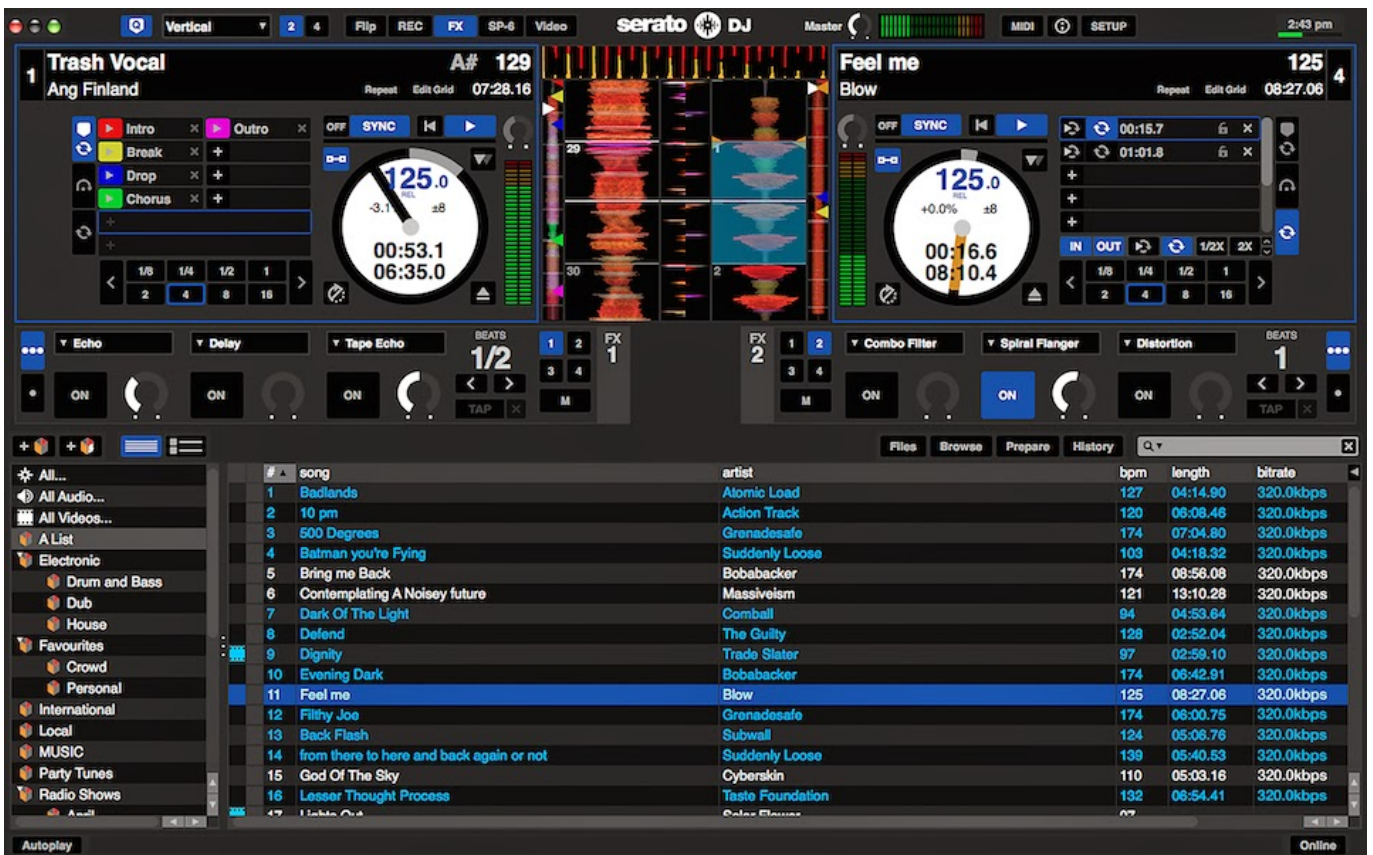 Vertical 2 4 Flip REC FX SP-6 Video serato DJ Master MIDI SETUP 2:43 pm
1 Trash Vocal A# 129
Ang Finland Repeat Edit Grid 07:28.16
Intro × Outro × OFF SYNC
Break ×
Drop ×
Chorus ×
125.0
REL
-3.1 ±8
00:53.1
06:35.0
1/8 1/4 1/2 1
2 4 8 16
29 1
30 2
Feel me 125 4
Blow Repeat Edit Grid 08:27.06
OFF SYNC
125.0
REL
+0.0% ±8
00:16.6
08:10.4
00:15.7 ×
01:01.8 ×
IN OUT 1/2X 2X
1/8 1/4 1/2 1
2 4 8 16
Echo Delay Tape Echo BEATS 1/2
1 2 FX 1
3 4
M
ON ON ON TAP ×
FX 2 1 2
3 4
M
Combo Filter Spiral Flanger Distortion BEATS 1
ON ON ON TAP ×
Files Browse Prepare History
All...
All Audio...
All Videos...
A List
Electronic
Drum and Bass
Dub
House
Favourites
Crowd
Personal
International
Local
MUSIC
Party Tunes
Radio Shows
April
# song artist bpm length bitrate
1 Badlands Atomic Load 127 04:14.90 320.0kbps
2 10 pm Action Track 120 06:08.46 320.0kbps
3 500 Degrees Grenadesafe 174 07:04.80 320.0kbps
4 Batman you're Fying Suddenly Loose 103 04:18.32 320.0kbps
5 Bring me Back Bobabacker 174 08:56.08 320.0kbps
6 Contemplating A Noisey future Massiveism 121 13:10.28 320.0kbps
7 Dark Of The Light Comball 94 04:53.64 320.0kbps
8 Defend The Guilty 128 02:52.04 320.0kbps
9 Dignity Trade Slater 97 02:59.10 320.0kbps
10 Evening Dark Bobabacker 174 06:42.91 320.0kbps
11 Feel me Blow 125 08:27.06 320.0kbps
12 Filthy Joe Grenadesafe 174 06:00.75 320.0kbps
13 Back Flash Subwall 124 05:06.76 320.0kbps
14 from there to here and back again or not Suddenly Loose 139 05:40.53 320.0kbps
15 God Of The Sky Cyberskin 110 05:03.16 320.0kbps
16 Lesser Thought Process Taste Foundation 132 06:54.41 320.0kbps
17 Lights Out Solar Flower 97
Autoplay Online